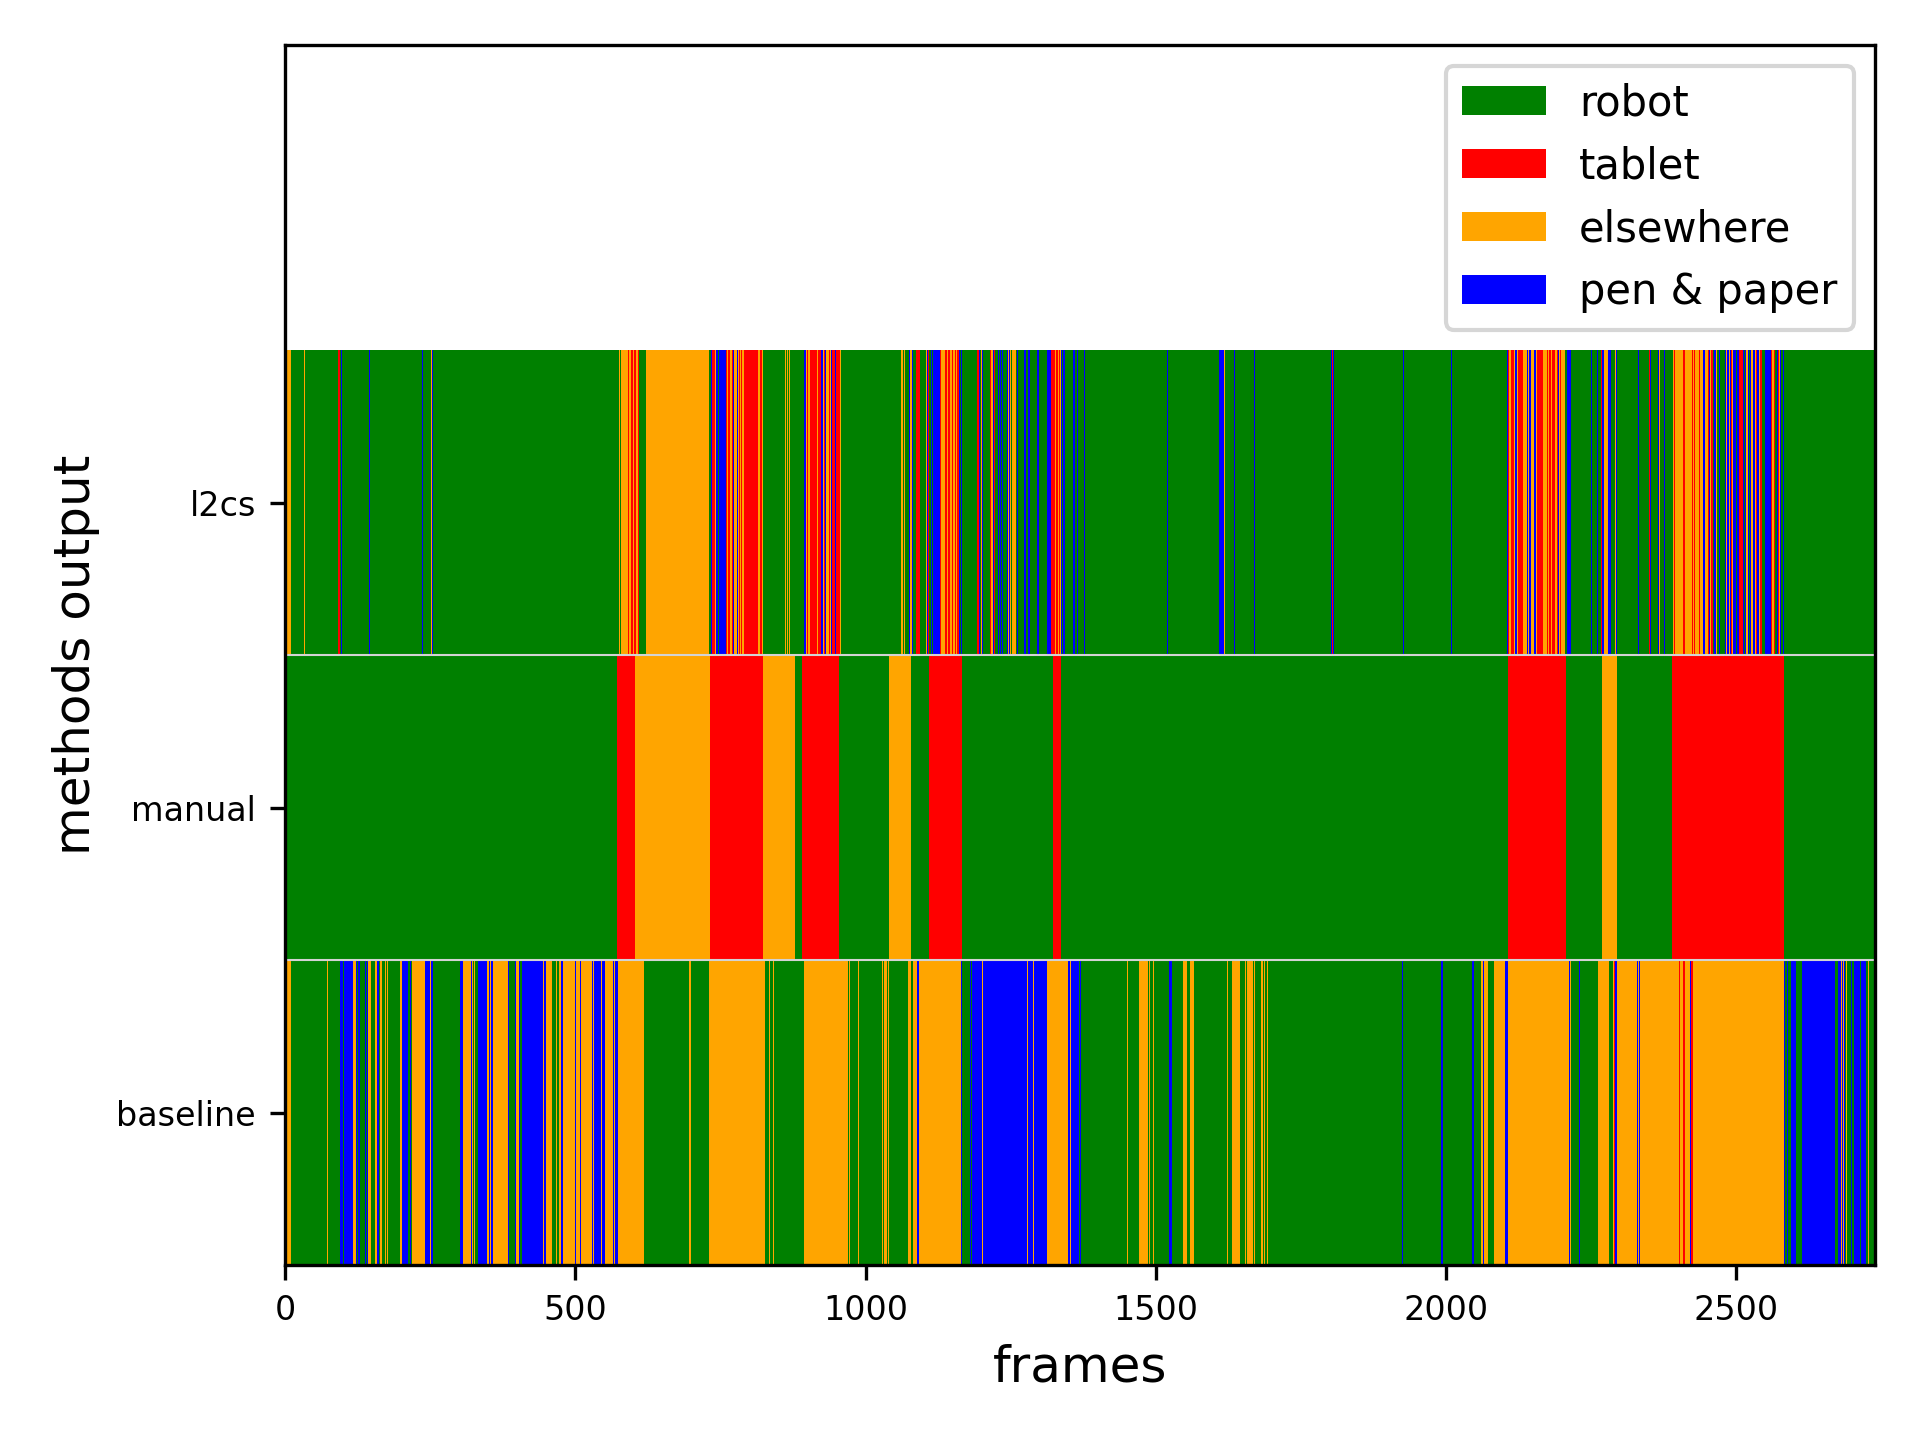 robot
tablet
elsewhere
pen & paper
methods output
l2cs
manual
baseline
0 500 1000 1500 2000 2500
frames